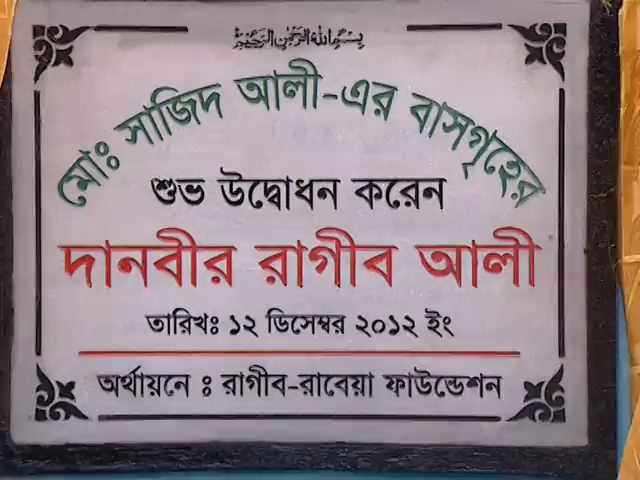 بسم الله الرحمن الرحيم
মোঃ সাজিদ আলী-এর বাসগৃহের
শুভ উদ্বোধন করেন
দানবীর রাগীব আলী
তারিখঃ ১২ ডিসেম্বর ২০১২ ইং
অর্থায়নে ঃ রাগীব-রাবেয়া ফাউন্ডেশন